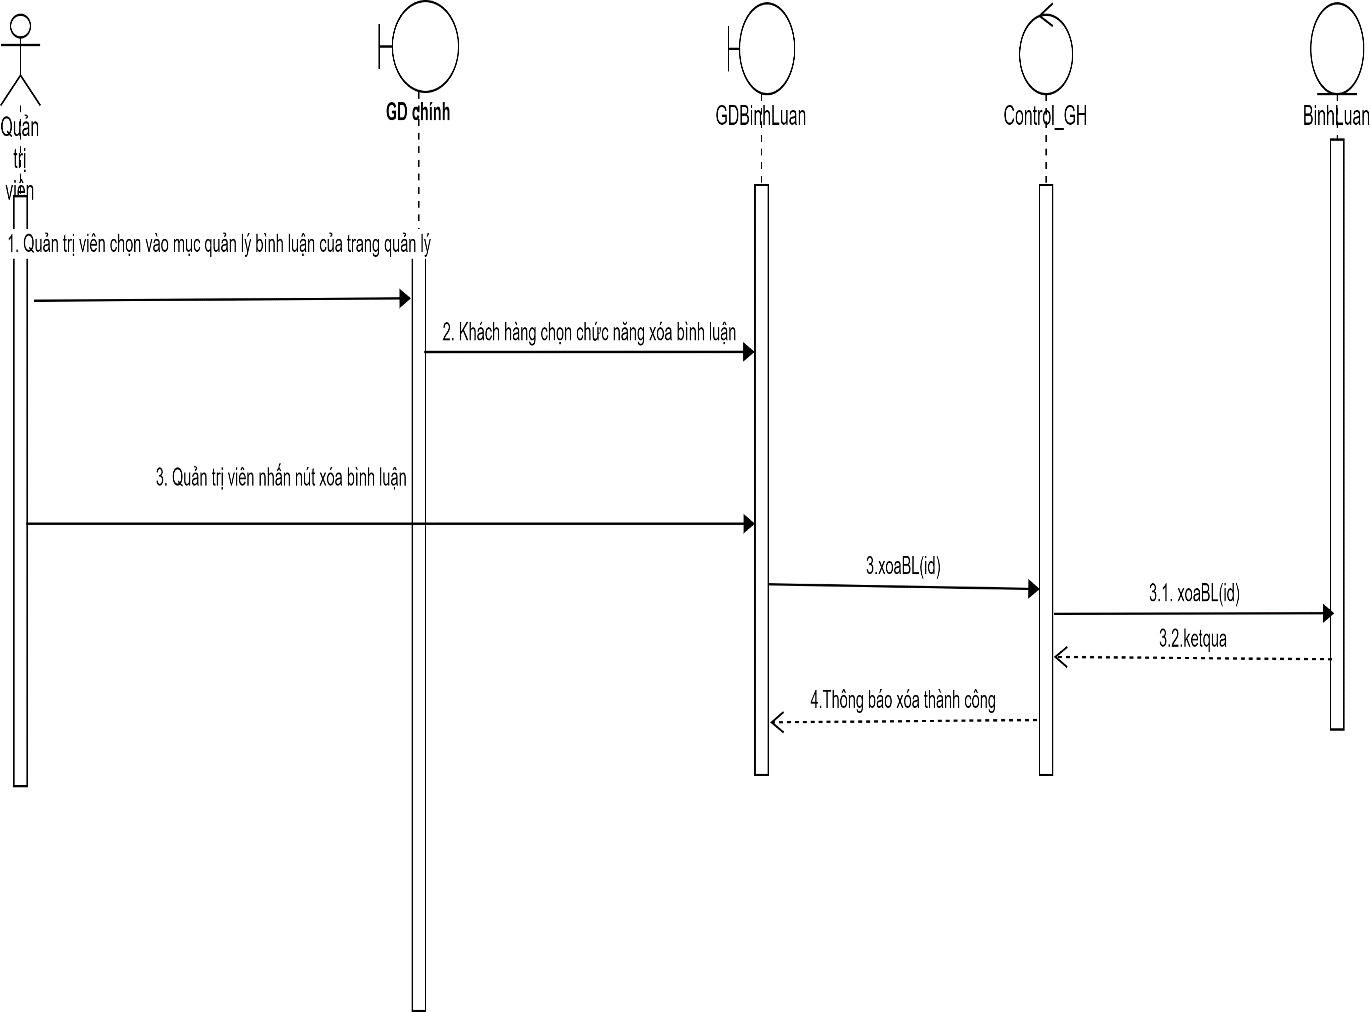 Quản
trị
viên
GD chính
GDBinhLuan
Control_GH
BinhLuan
1. Quản trị viên chọn vào mục quản lý bình luận của trang quản lý
2. Khách hàng chọn chức năng xóa bình luận
3. Quản trị viên nhấn nút xóa bình luận
3.xoaBL(id)
3.1. xoaBL(id)
3.2.ketqua
4.Thông báo xóa thành công